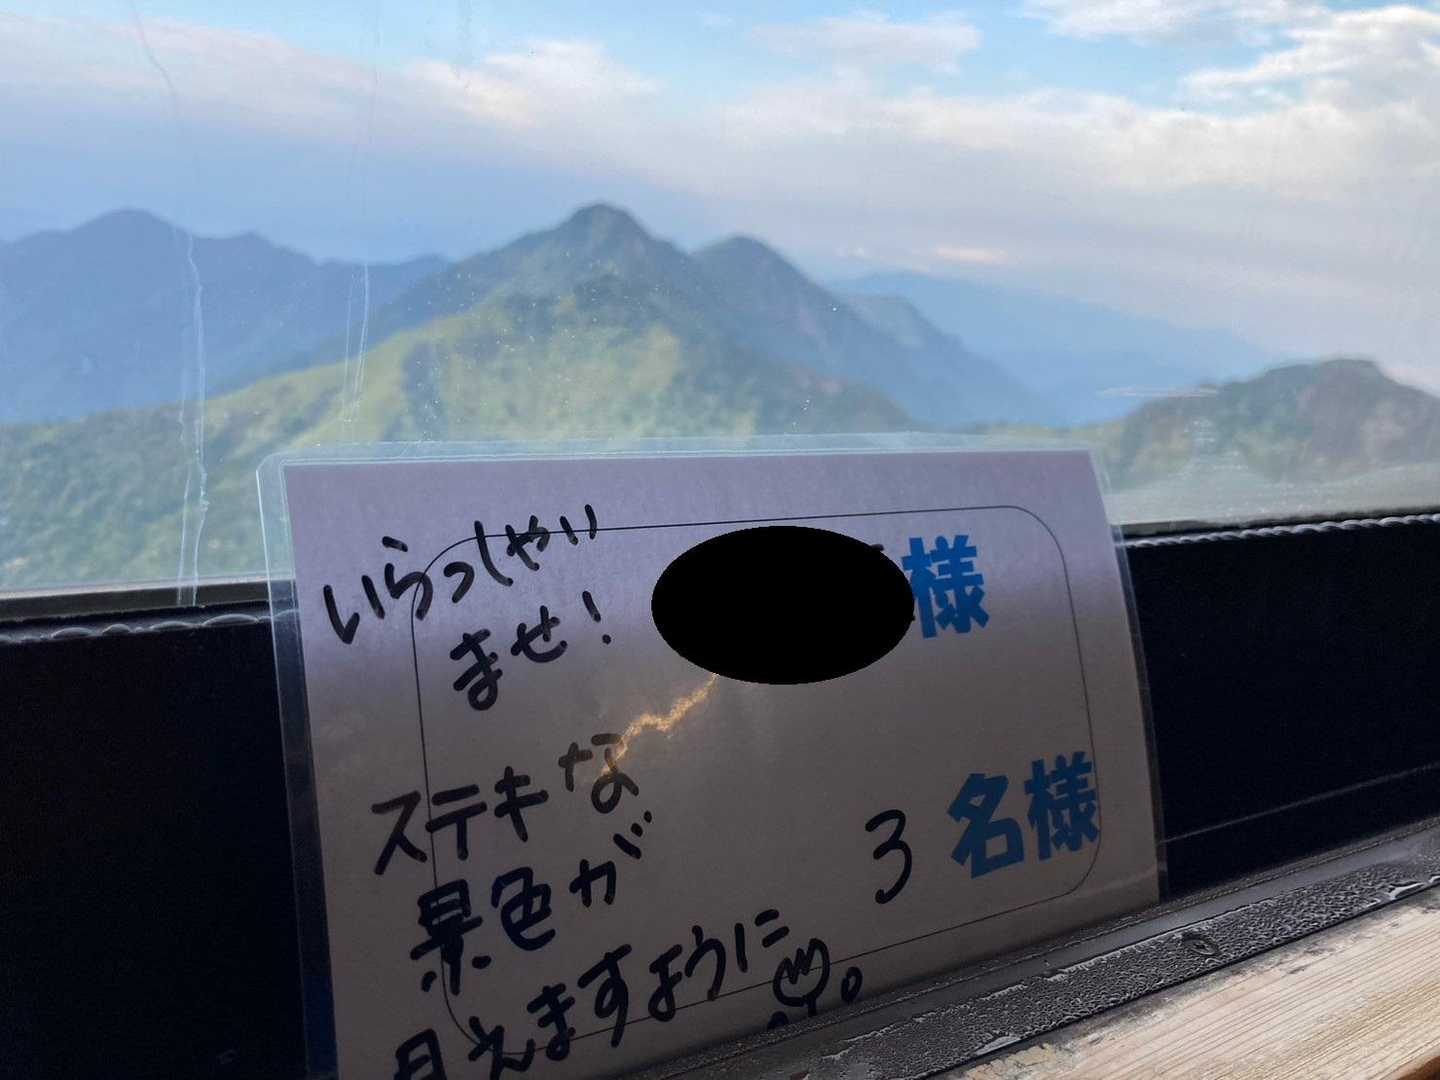 いらっしゃい
ませ!
様
ステキな
景色が
見えますように
3名様